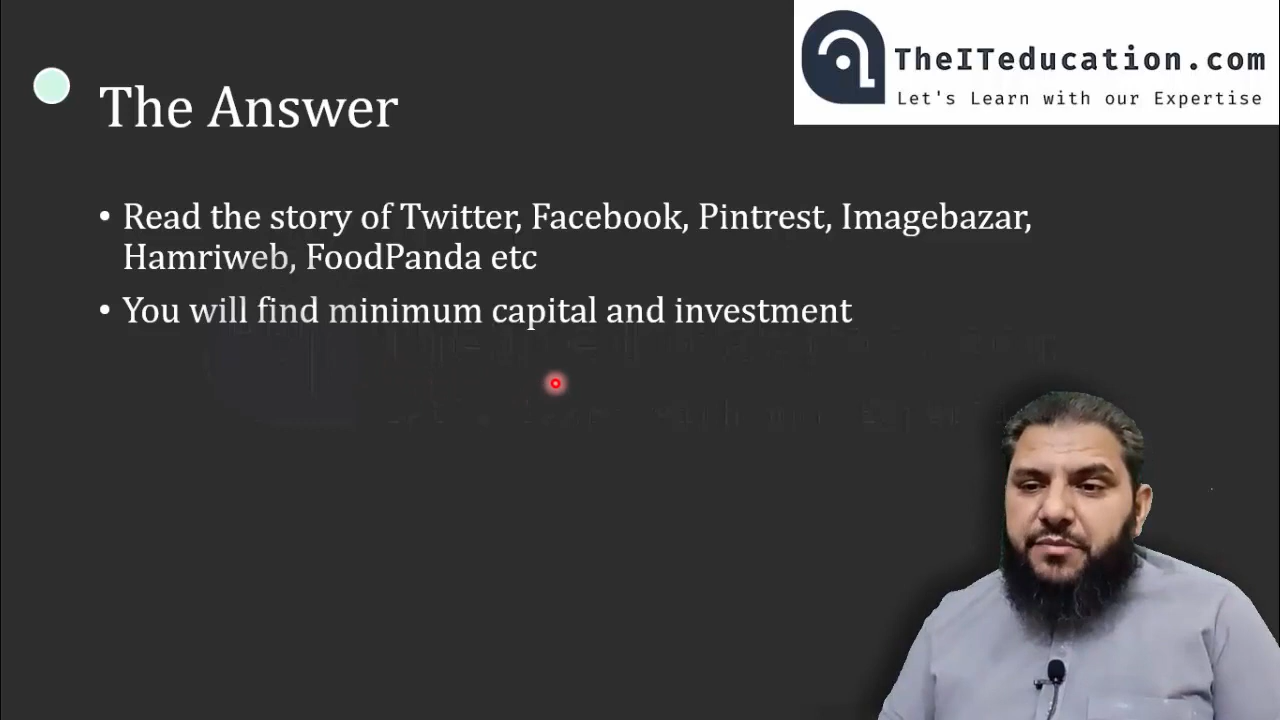 TheITeducation.com
Let's Learn with our Expertise
The Answer
• Read the story of Twitter, Facebook, Pintrest, Imagebazar,
Hamriweb, FoodPanda etc
• You will find minimum capital and investment